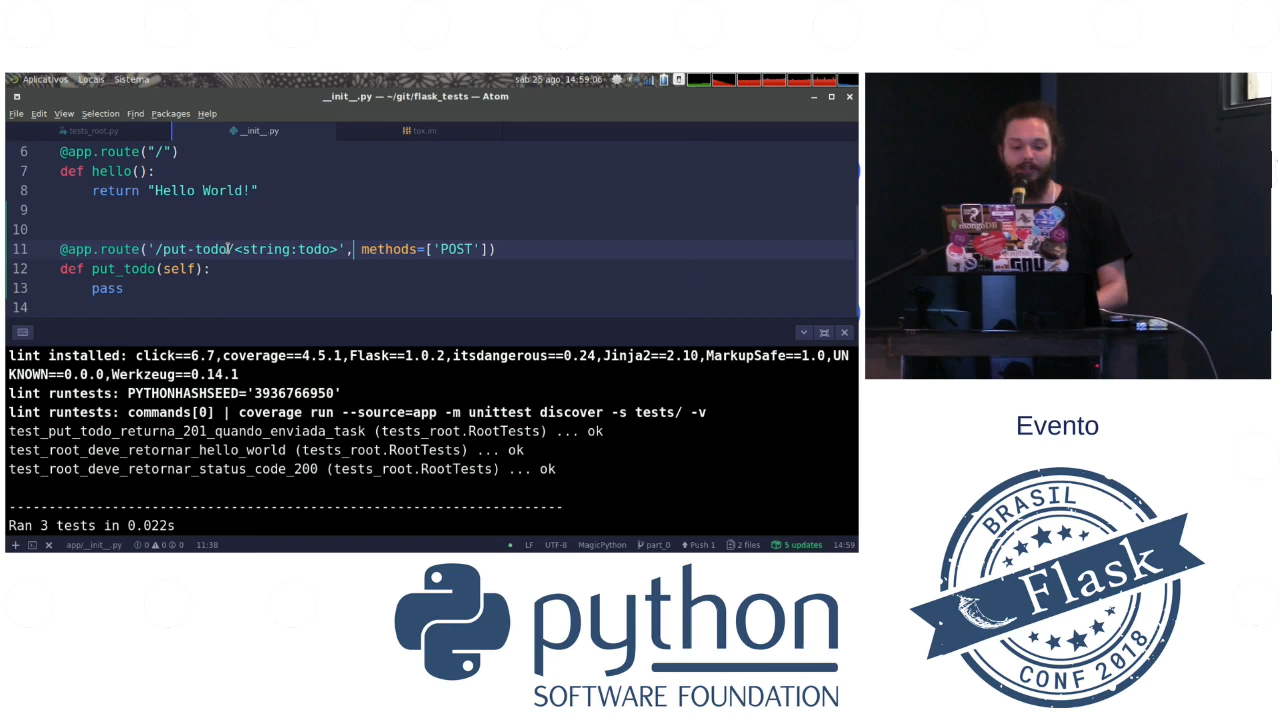 Aplicativos Locais Sistema sáb 25 ago, 14:59:06
__init__.py — ~/git/flask_tests — Atom
File Edit View Selection Find Packages Help
tests_root.py __init__.py tox.ini
6 @app.route("/")
7 def hello():
8 return "Hello World!"
9
10
11 @app.route('/put-todo/<string:todo>', methods=['POST'])
12 def put_todo(self):
13 pass
14
lint installed: click==6.7,coverage==4.5.1,Flask==1.0.2,itsdangerous==0.24,Jinja2==2.10,MarkupSafe==1.0,UN
KNOWN==0.0.0,Werkzeug==0.14.1
lint runtests: PYTHONHASHSEED='3936766950'
lint runtests: commands[0] | coverage run --source=app -m unittest discover -s tests/ -v
test_put_todo_returna_201_quando_enviada_task (tests_root.RootTests) ... ok
test_root_deve_retornar_hello_world (tests_root.RootTests) ... ok
test_root_deve_retornar_status_code_200 (tests_root.RootTests) ... ok
----------------------------------------------------------------------
Ran 3 tests in 0.022s
app/__init__.py 0 0 0 11:38 LF UTF-8 MagicPython part_0 Push 1 2 files 5 updates 14:59
mongoDB
GNU
Evento
BRASIL
Flask
CONF 2018
python
SOFTWARE FOUNDATION